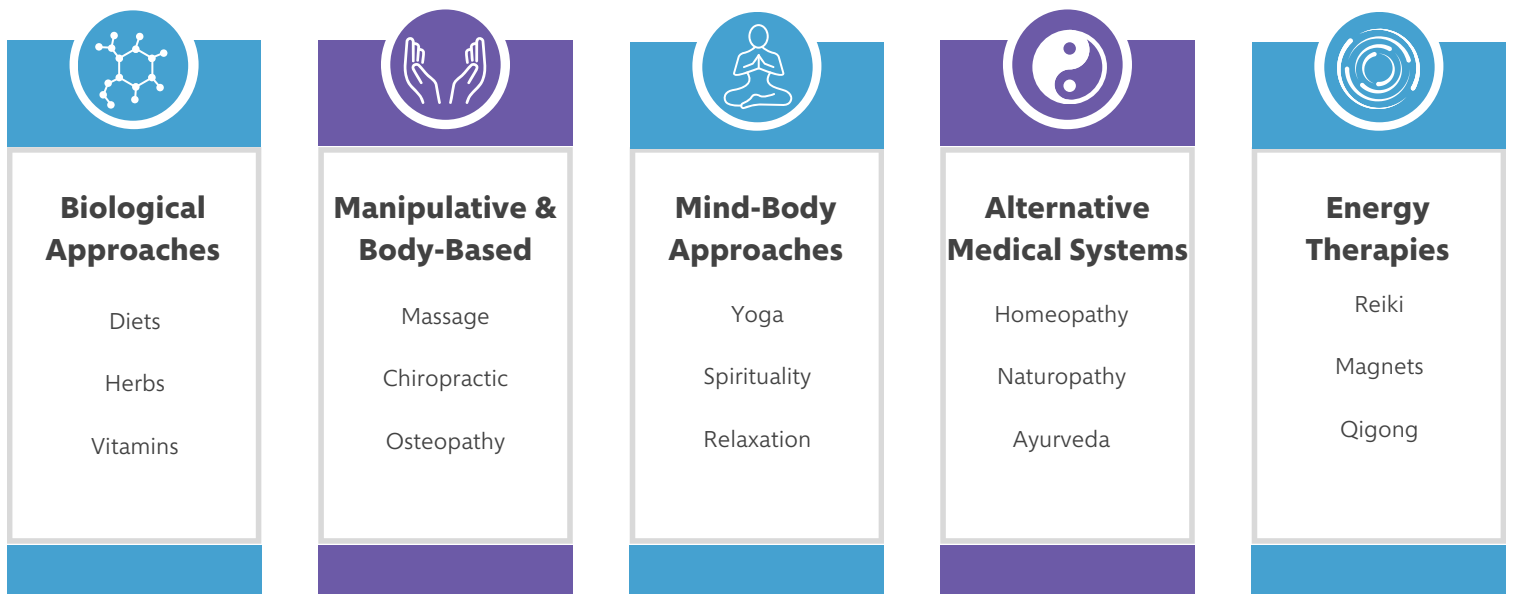 Biological
Approaches
Diets
Herbs
Vitamins
Manipulative &
Body-Based
Massage
Chiropractic
Osteopathy
Mind-Body
Approaches
Yoga
Spirituality
Relaxation
Alternative
Medical Systems
Homeopathy
Naturopathy
Ayurveda
Energy
Therapies
Reiki
Magnets
Qigong